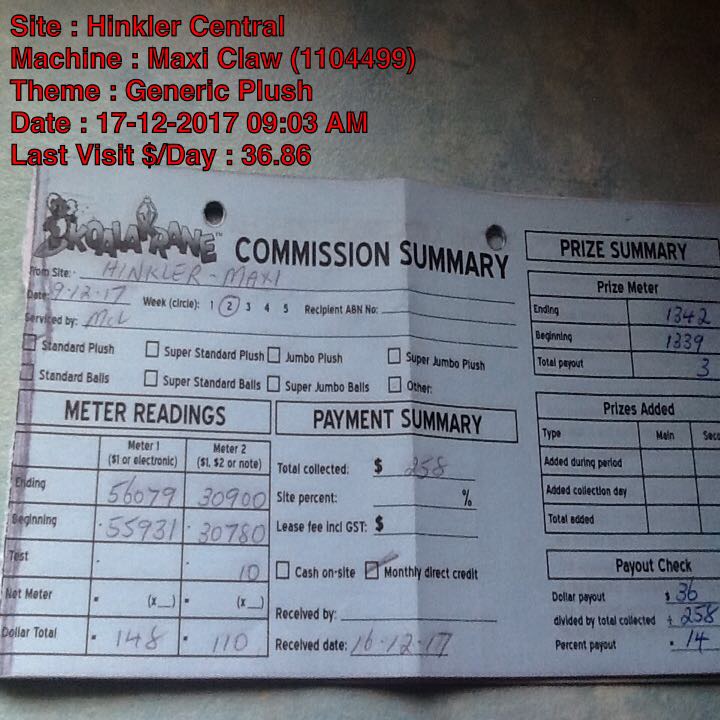 Site : Hinkler Central
Machine : Maxi Claw (1104499)
Theme : Generic Plush
Date : 17-12-2017 09:03 AM
Last Visit $/Day : 36.86
KOALA KRANE™ COMMISSION SUMMARY
From Site: HINKLER - MAXI
Date: 9-12-17 Week (circle): 1 2 3 4 5 Recipient ABN No:
Serviced by: McL
Standard Plush Super Standard Plush Jumbo Plush Super Jumbo Plush
Standard Balls Super Standard Balls Super Jumbo Balls Other:
METER READINGS
Meter 1 ($1 or electronic) Meter 2 ($1, $2 or note)
Ending 56079 30900
Beginning 55931 30780
Test 10
Net Meter (x__) (x__)
Dollar Total 148 110
PAYMENT SUMMARY
Total collected: $ 258
Site percent: %
Lease fee incl GST: $
Cash on-site Monthly direct credit
Received by:
Received date: 16-12-17
PRIZE SUMMARY
Prize Meter
Ending 1342
Beginning 1339
Total payout 3
Prizes Added
Type Main Seco
Added during period
Added collection day
Total added
Payout Check
Dollar payout $ 36
divided by total collected ÷ 258
Percent payout .14